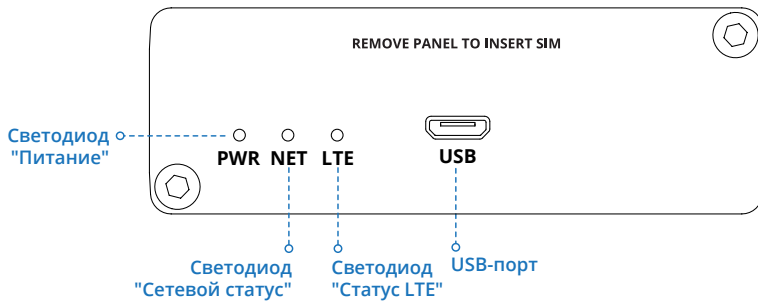 REMOVE PANEL TO INSERT SIM
Светодиод
"Питание"
PWR NET LTE USB
Светодиод
"Сетевой статус"
Светодиод
"Статус LTE"
USB-порт